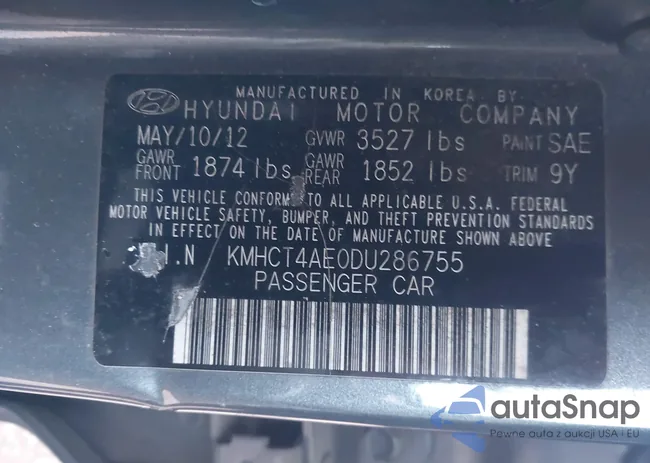 MANUFACTURED IN KOREA BY
HYUNDAI MOTOR COMPANY
MAY/10/12 GVWR 3527 lbs PAINT SAE
GAWR FRONT 1874 lbs GAWR REAR 1852 lbs TRIM 9Y
THIS VEHICLE CONFORM TO ALL APPLICABLE U.S.A. FEDERAL
MOTOR VEHICLE SAFETY, BUMPER, AND THEFT PREVENTION STANDARDS
IN EFFECT ON THE DATE OF MANUFACTURE SHOWN ABOVE.
.I.N KMHCT4AE0DU286755
PASSENGER CAR
autaSnap
Pewne auta z aukcji USA i EU